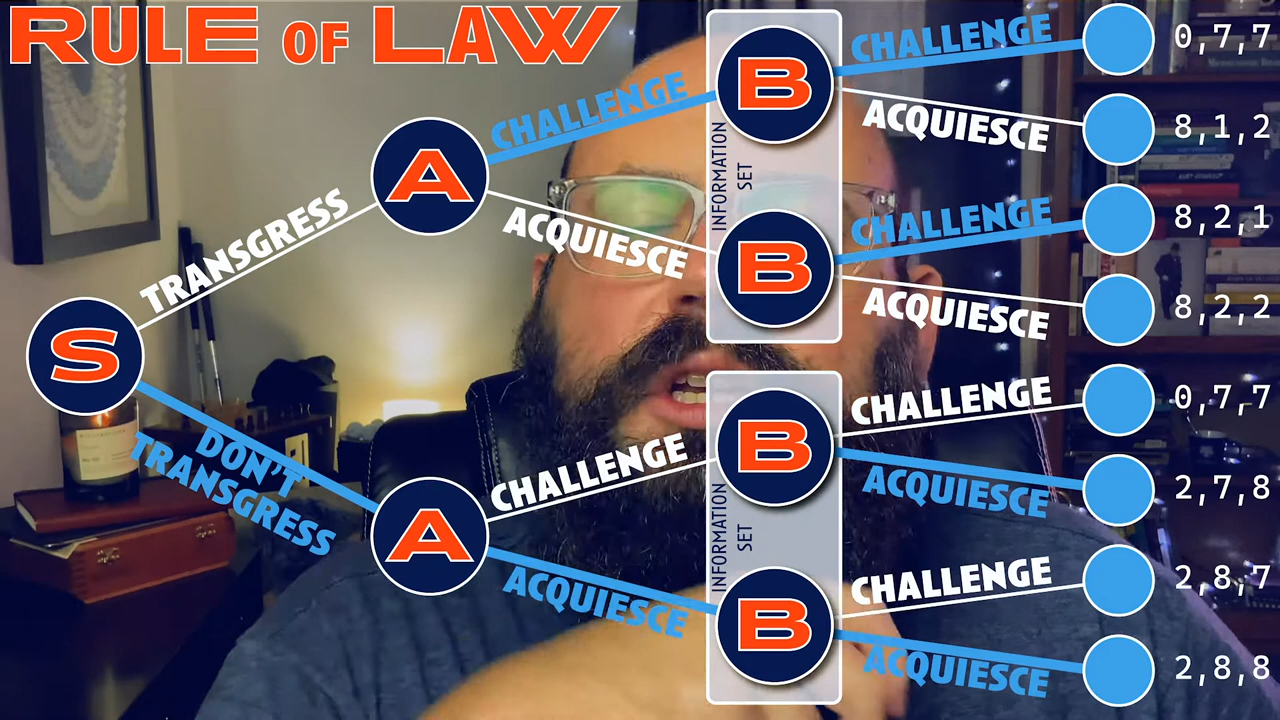 RULE OF LAW
S
TRANSGRESS
DON'T
TRANSGRESS
A
CHALLENGE
ACQUIESCE
A
CHALLENGE
ACQUIESCE
INFORMATION
SET
B
CHALLENGE
0,7,7
ACQUIESCE
8,1,2
B
CHALLENGE
8,2,1
ACQUIESCE
8,2,2
INFORMATION
SET
B
CHALLENGE
0,7,7
ACQUIESCE
2,7,8
B
CHALLENGE
2,8,7
ACQUIESCE
2,8,8